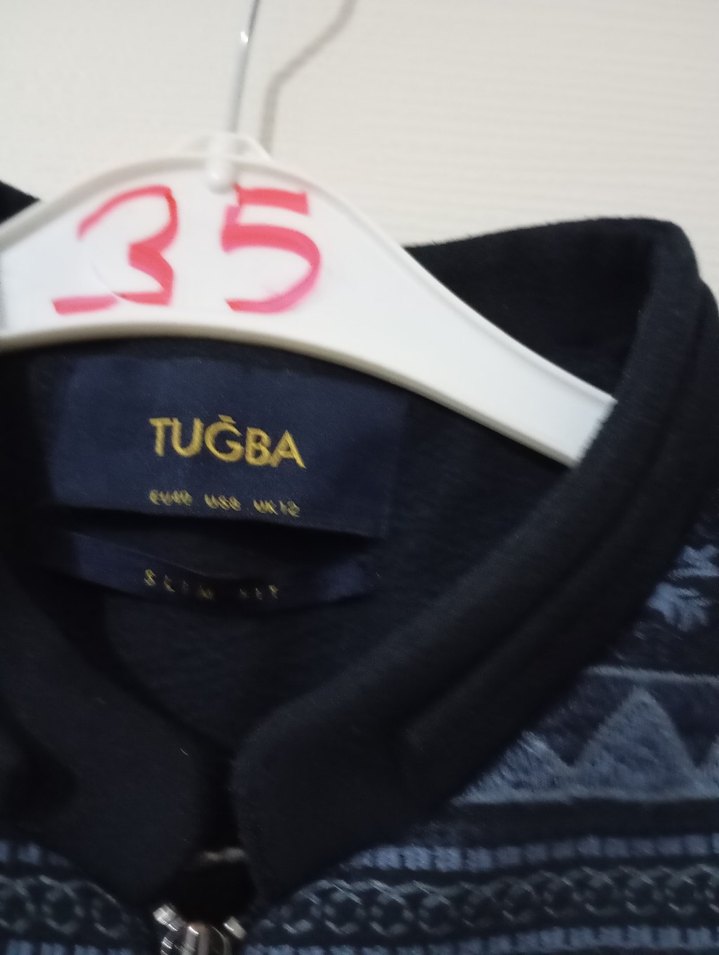 35
TUĞBA
EU40 US8 UK12
SLIM FIT